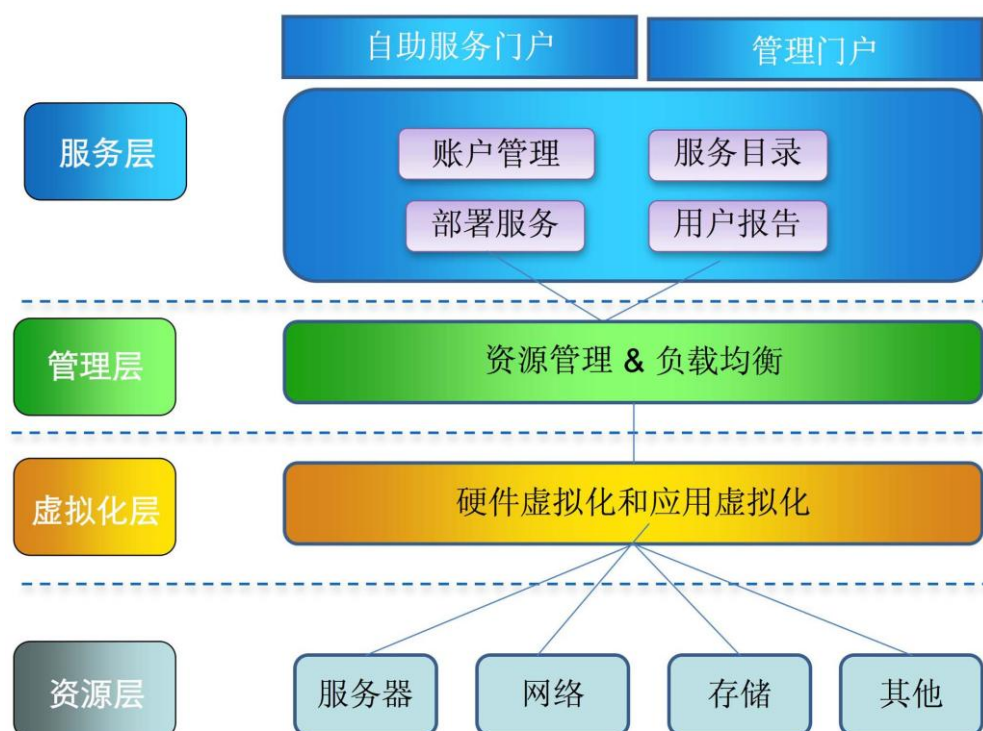 自助服务门户
管理门户
服务层
账户管理
服务目录
部署服务
用户报告
管理层
资源管理 & 负载均衡
虚拟化层
硬件虚拟化和应用虚拟化
资源层
服务器
网络
存储
其他